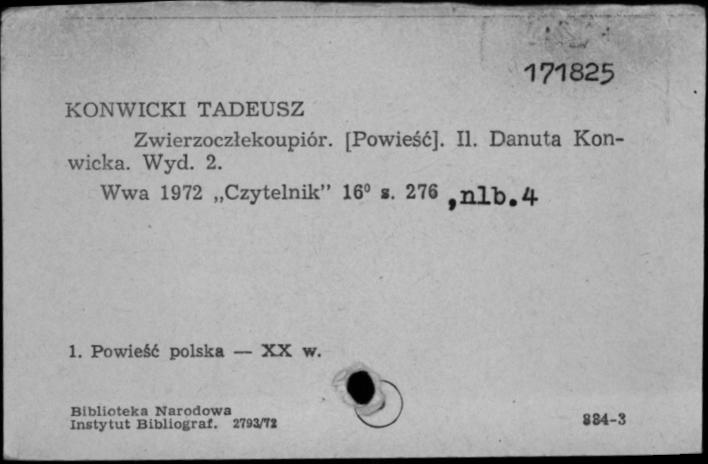 171825
KONWICKI TADEUSZ
Zwierzoczłekoupiór. [Powieść]. Il. Danuta Kon-
wicka. Wyd. 2.
Wwa 1972 „Czytelnik” 16⁰ s. 276 ,nlb.4
1. Powieść polska — XX w.
Biblioteka Narodowa
Instytut Bibliograf. 2793/72
884-3